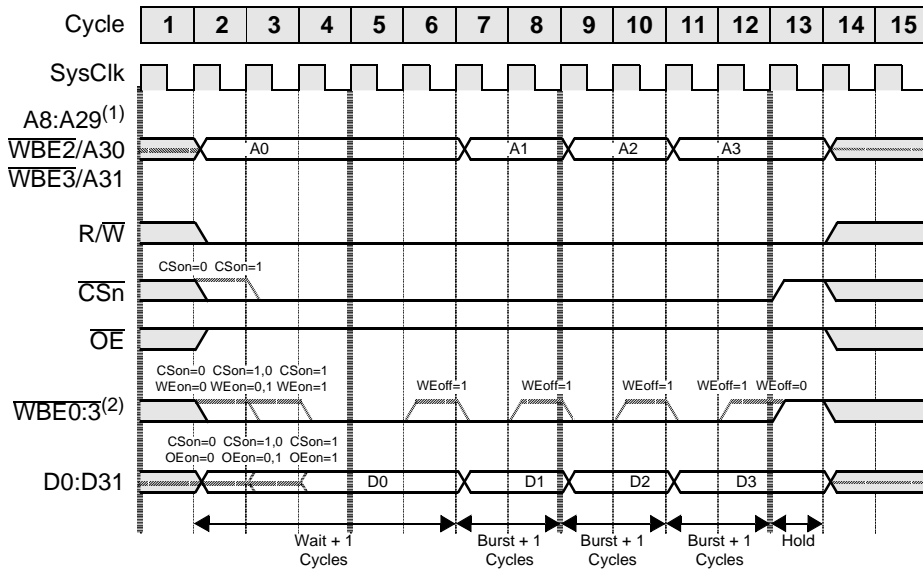 Cycle 1 2 3 4 5 6 7 8 9 10 11 12 13 14 15
SysClk
A8:A29(1)
WBE2/A30
WBE3/A31
A0 A1 A2 A3
R/W
CSon=0 CSon=1
CSn
OE
CSon=0 CSon=1,0 CSon=1
WEon=0 WEon=0,1 WEon=1 WEoff=1 WEoff=1 WEoff=1 WEoff=1 WEoff=0
WBE0:3(2)
CSon=0 CSon=1,0 CSon=1
OEon=0 OEon=0,1 OEon=1
D0:D31 D0 D1 D2 D3
Wait + 1 Burst + 1 Burst + 1 Burst + 1 Hold
Cycles Cycles Cycles Cycles